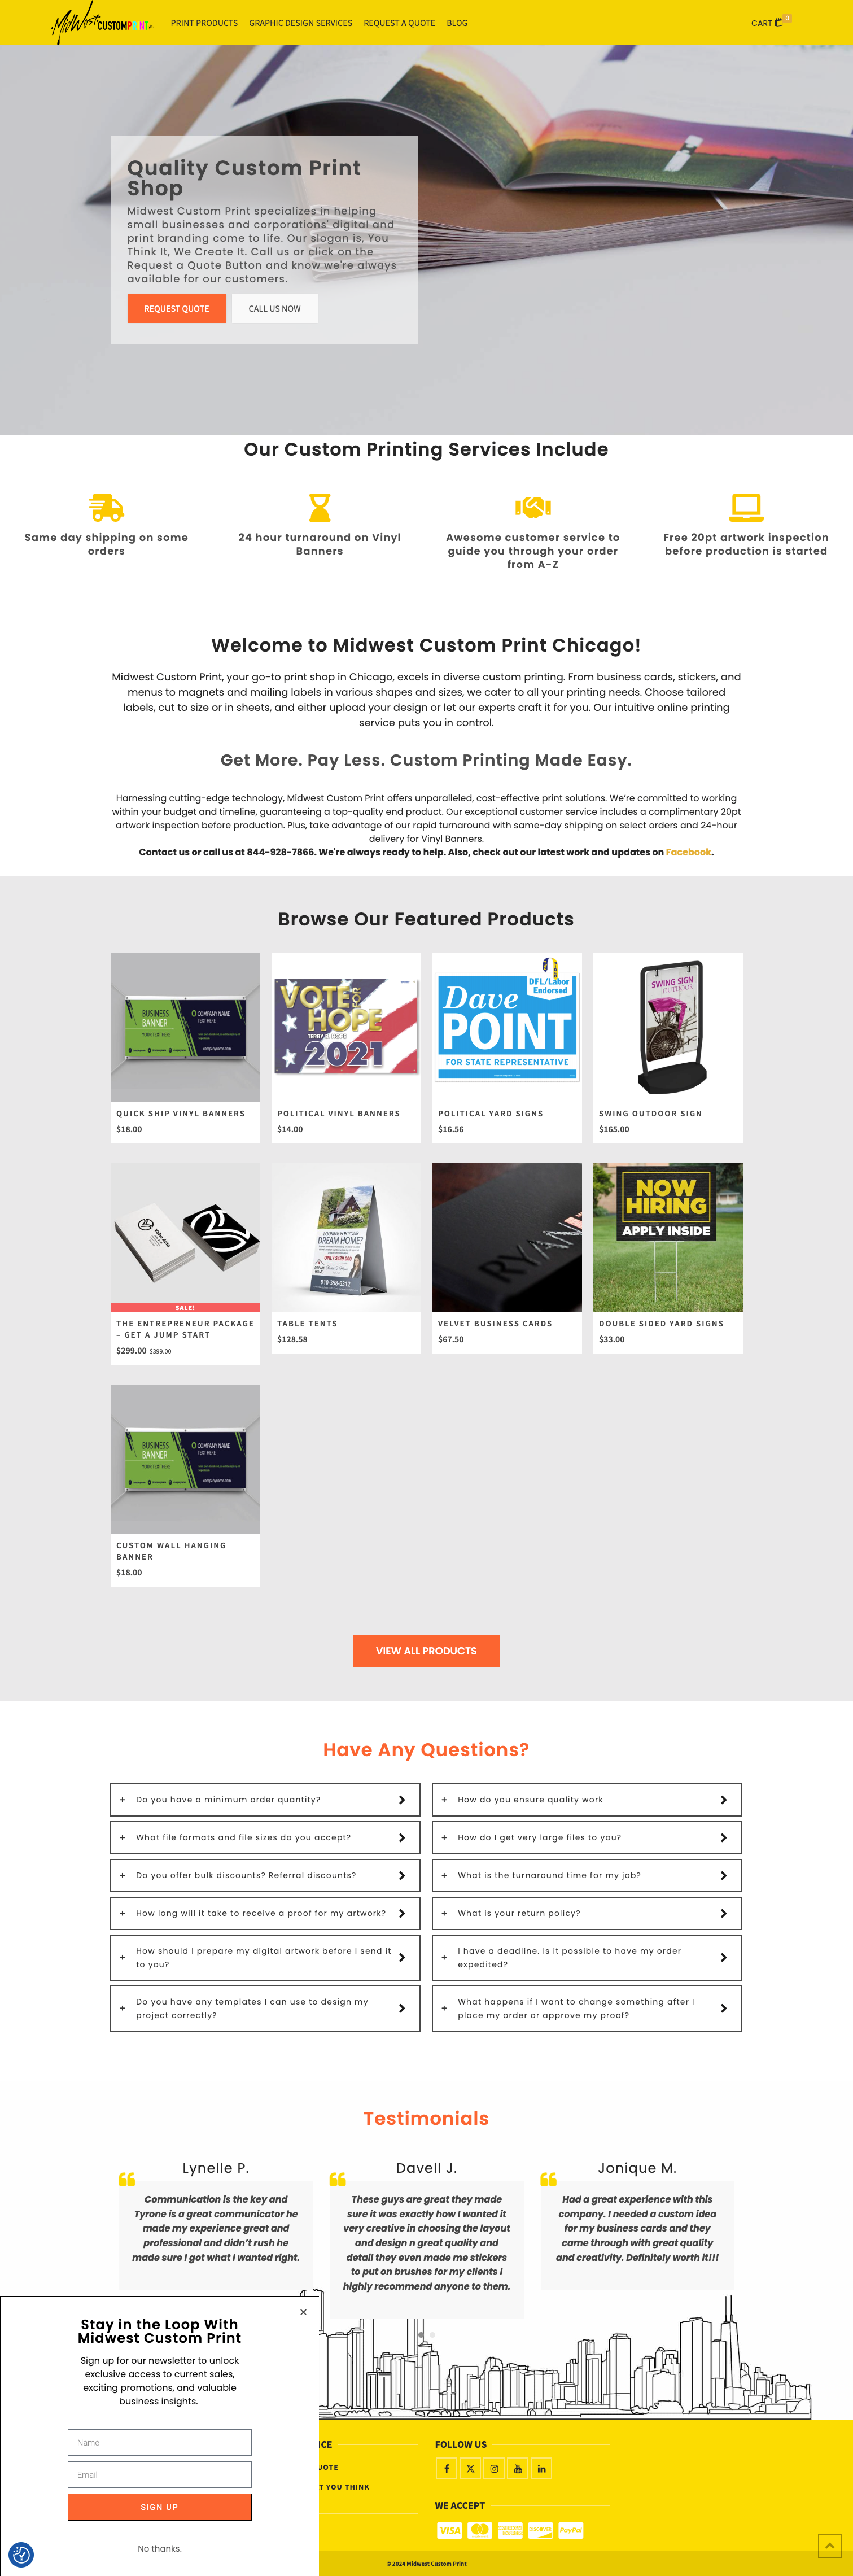 MidWest CUSTOMPRINT
PRINT PRODUCTS GRAPHIC DESIGN SERVICES REQUEST A QUOTE BLOG
CART 0
Quality Custom Print
Shop
Midwest Custom Print specializes in helping
small businesses and corporations' digital and
print branding come to life. Our slogan is, You
Think It, We Create It. Call us or click on the
Request a Quote Button and know we're always
available for our customers.
REQUEST QUOTE CALL US NOW
Our Custom Printing Services Include
Same day shipping on some
orders
24 hour turnaround on Vinyl
Banners
Awesome customer service to
guide you through your order
from A-Z
Free 20pt artwork inspection
before production is started
Welcome to Midwest Custom Print Chicago!
Midwest Custom Print, your go-to print shop in Chicago, excels in diverse custom printing. From business cards, stickers, and
menus to magnets and mailing labels in various shapes and sizes, we cater to all your printing needs. Choose tailored
labels, cut to size or in sheets, and either upload your design or let our experts craft it for you. Our intuitive online printing
service puts you in control.
Get More. Pay Less. Custom Printing Made Easy.
Harnessing cutting-edge technology, Midwest Custom Print offers unparalleled, cost-effective print solutions. We're committed to working
within your budget and timeline, guaranteeing a top-quality end product. Our exceptional customer service includes a complimentary 20pt
artwork inspection before production. Plus, take advantage of our rapid turnaround with same-day shipping on select orders and 24-hour
delivery for Vinyl Banners.
Contact us or call us at 844-928-7866. We're always ready to help. Also, check out our latest work and updates on Facebook.
Browse Our Featured Products
BUSINESS
BANNER
YOUR TEXT HERE
COMPANY NAME
TEXT HERE
companyname.com
QUICK SHIP VINYL BANNERS
$18.00
VOTE
FOR
HOPE
2021
POLITICAL VINYL BANNERS
$14.00
DFL/Labor
Endorsed
Dave
POINT
FOR STATE REPRESENTATIVE
POLITICAL YARD SIGNS
$16.56
SWING SIGN
OUTDOOR
SWING OUTDOOR SIGN
$165.00
SALE!
THE ENTREPRENEUR PACKAGE
– GET A JUMP START
$299.00 $399.00
LOOKING FOR YOUR
DREAM HOME?
ONLY $429,000
910-358-6312
TABLE TENTS
$128.58
RYAN
VELVET BUSINESS CARDS
$67.50
NOW
HIRING
APPLY INSIDE
DOUBLE SIDED YARD SIGNS
$33.00
BUSINESS
BANNER
YOUR TEXT HERE
COMPANY NAME
TEXT HERE
companyname.com
CUSTOM WALL HANGING
BANNER
$18.00
VIEW ALL PRODUCTS
Have Any Questions?
+ Do you have a minimum order quantity?
+ How do you ensure quality work
+ What file formats and file sizes do you accept?
+ How do I get very large files to you?
+ Do you offer bulk discounts? Referral discounts?
+ What is the turnaround time for my job?
+ How long will it take to receive a proof for my artwork?
+ What is your return policy?
+ How should I prepare my digital artwork before I send it
to you?
+ I have a deadline. Is it possible to have my order
expedited?
+ Do you have any templates I can use to design my
project correctly?
+ What happens if I want to change something after I
place my order or approve my proof?
Testimonials
Lynelle P.
Communication is the key and
Tyrone is a great communicator he
made my experience great and
professional and didn't rush he
made sure I got what I wanted right.
Davell J.
These guys are great they made
sure it was exactly how I wanted it
very creative in choosing the layout
and design n great quality and
detail they even made me stickers
to put on brushes for my clients I
highly recommend anyone to them.
Jonique M.
Had a great experience with this
company. I needed a custom idea
for my business cards and they
came through with great quality
and creativity. Definitely worth it!!!
×
Stay in the Loop With
Midwest Custom Print
Sign up for our newsletter to unlock
exclusive access to current sales,
exciting promotions, and valuable
business insights.
Name
Email
SIGN UP
No thanks.
ICE
UOTE
T YOU THINK
FOLLOW US
WE ACCEPT
VISA
DISCOVER
PayPal
© 2024 Midwest Custom Print